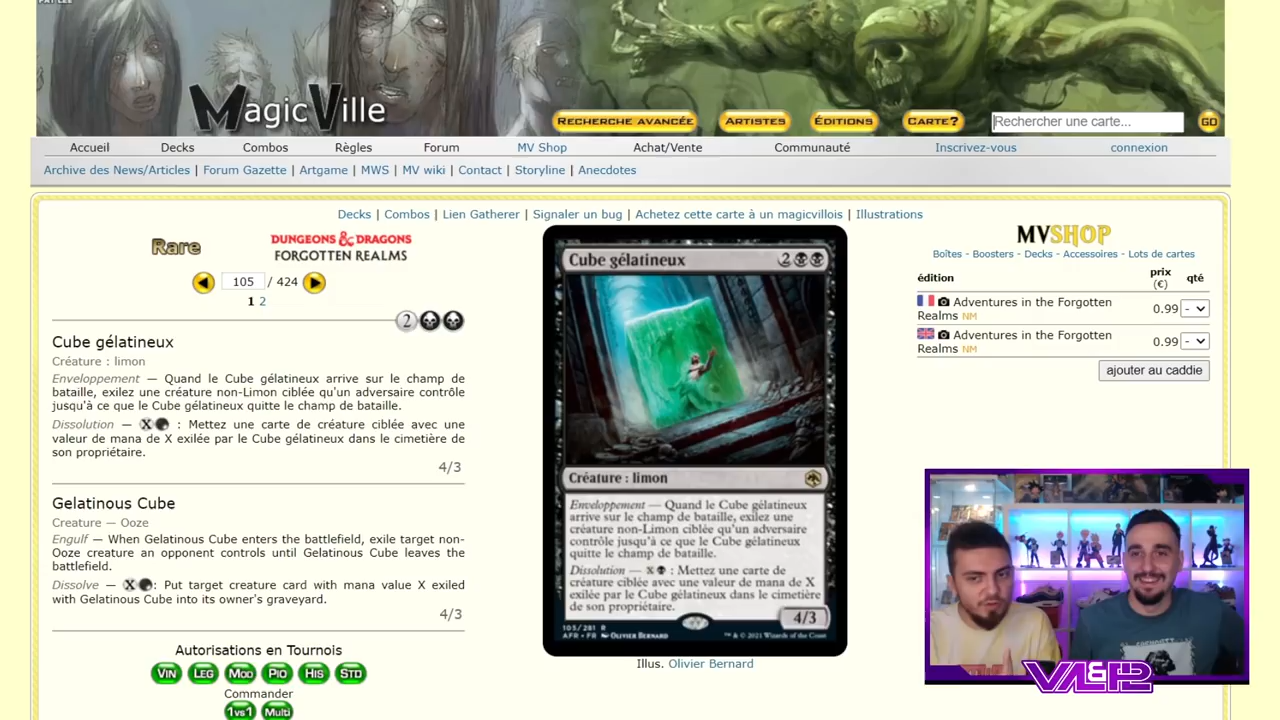 MagicVille
RECHERCHE AVANCÉE
ARTISTES
ÉDITIONS
CARTE?
Rechercher une carte...
GO
Accueil Decks Combos Règles Forum MV Shop Achat/Vente Communauté Inscrivez-vous connexion
Archive des News/Articles | Forum Gazette | Artgame | MWS | MV wiki | Contact | Storyline | Anecdotes
Decks | Combos | Lien Gatherer | Signaler un bug | Achetez cette carte à un magicvillois | Illustrations
Rare
DUNGEONS & DRAGONS
FORGOTTEN REALMS
105 / 424
1 2
2
Cube gélatineux
Créature : limon
Enveloppement — Quand le Cube gélatineux arrive sur le champ de
bataille, exilez une créature non-Limon ciblée qu'un adversaire contrôle
jusqu'à ce que le Cube gélatineux quitte le champ de bataille.
Dissolution — X : Mettez une carte de créature ciblée avec une
valeur de mana de X exilée par le Cube gélatineux dans le cimetière de
son propriétaire.
4/3
Gelatinous Cube
Creature — Ooze
Engulf — When Gelatinous Cube enters the battlefield, exile target non-
Ooze creature an opponent controls until Gelatinous Cube leaves the
battlefield.
Dissolve — X: Put target creature card with mana value X exiled
with Gelatinous Cube into its owner's graveyard.
4/3
Autorisations en Tournois
VIN LEG MOD PIO HIS STD
Commander
1vs1 Multi
Cube gélatineux 2
Créature : limon
Enveloppement — Quand le Cube gélatineux
arrive sur le champ de bataille, exilez une
créature non-Limon ciblée qu'un adversaire
contrôle jusqu'à ce que le Cube gélatineux
quitte le champ de bataille.
Dissolution — X : Mettez une carte de
créature ciblée avec une valeur de mana de X
exilée par le Cube gélatineux dans le cimetière
de son propriétaire.
4/3
105/281 R
AFR • FR OLIVIER BERNARD
™ & © 2021 Wizards of the Coast
Illus. Olivier Bernard
MVSHOP
Boîtes - Boosters - Decks - Accessoires - Lots de cartes
édition prix (€) qté
Adventures in the Forgotten
Realms NM 0.99 -
Adventures in the Forgotten
Realms NM 0.99 -
ajouter au caddie